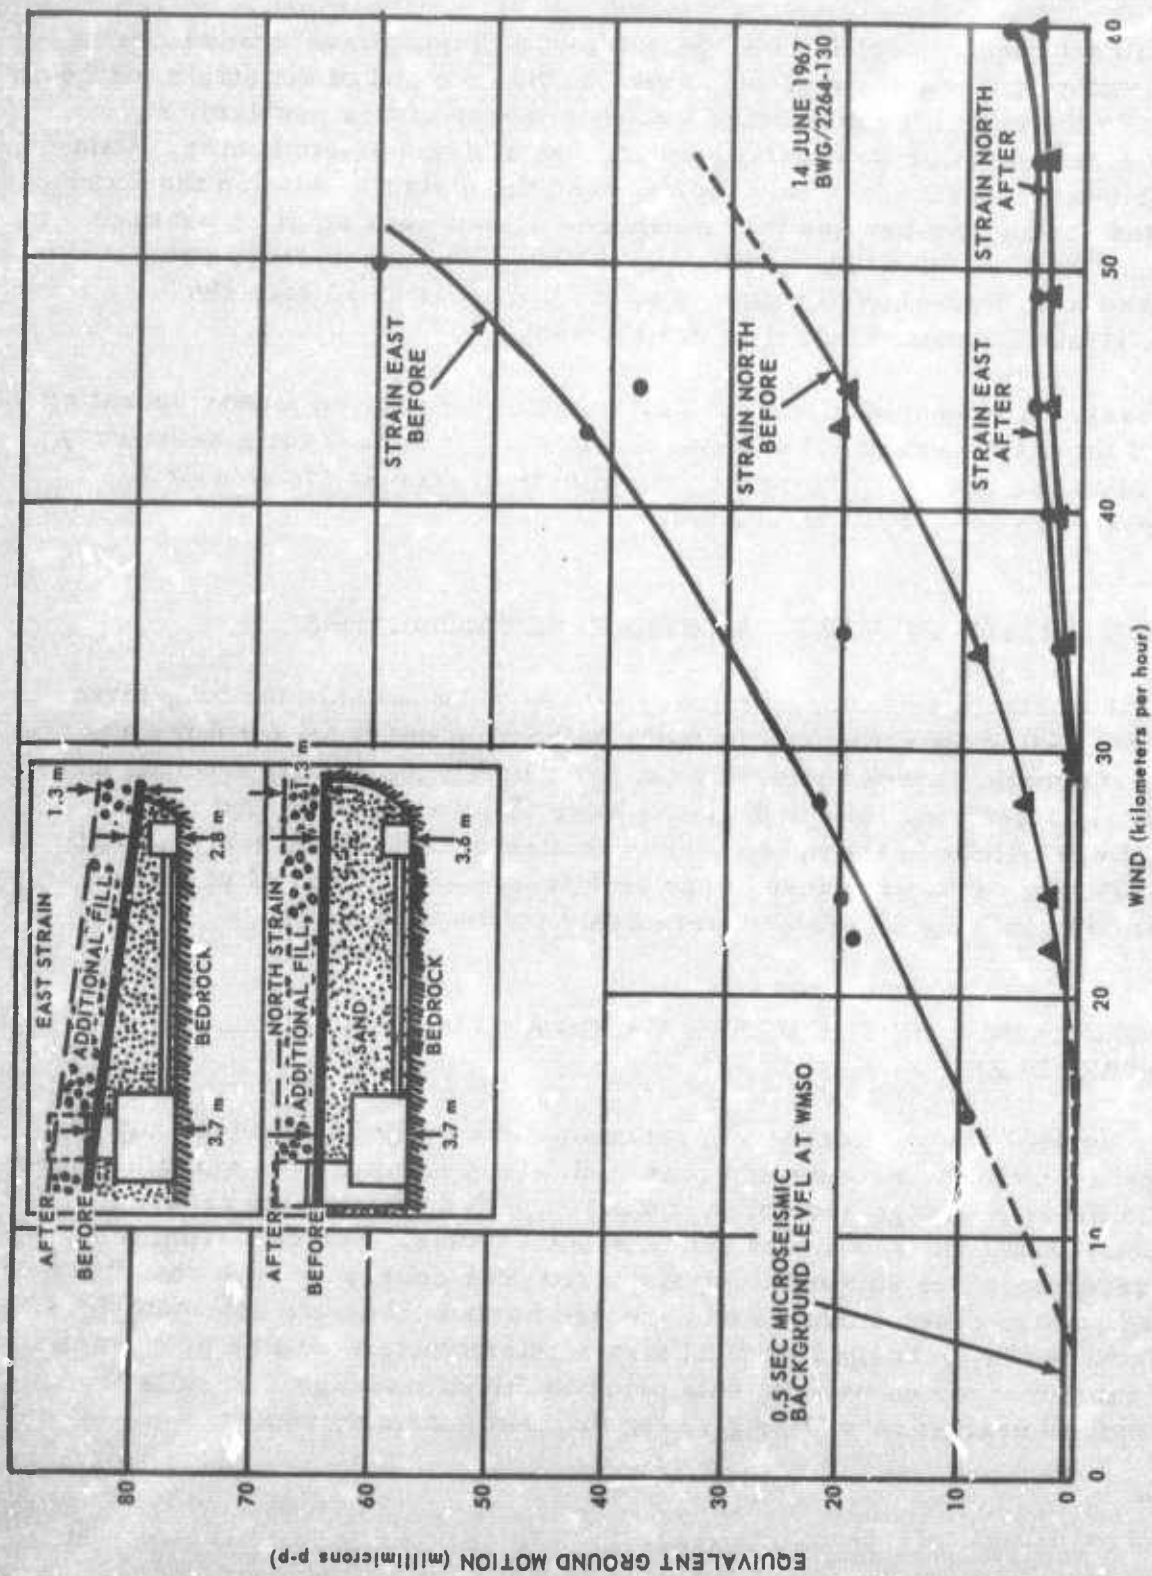 EQUIVALENT GROUND MOTION (millimicrons p-p)
80
70
60
50
40
30
20
10
0
0
10
20
30
40
50
60
WIND (kilometers per hour)
EAST STRAIN
AFTER
BEFORE
ADDITIONAL FILL
BEDROCK
1.3 m
2.8 m
3.7 m
NORTH STRAIN
AFTER
BEFORE
ADDITIONAL FILL
SAND
BEDROCK
1.3 m
3.6 m
3.7 m
STRAIN EAST
BEFORE
STRAIN NORTH
BEFORE
STRAIN EAST
AFTER
STRAIN NORTH
AFTER
14 JUNE 1967
BWG/2264-130
0.5 SEC MICROSEISMIC
BACKGROUND LEVEL AT WMSO